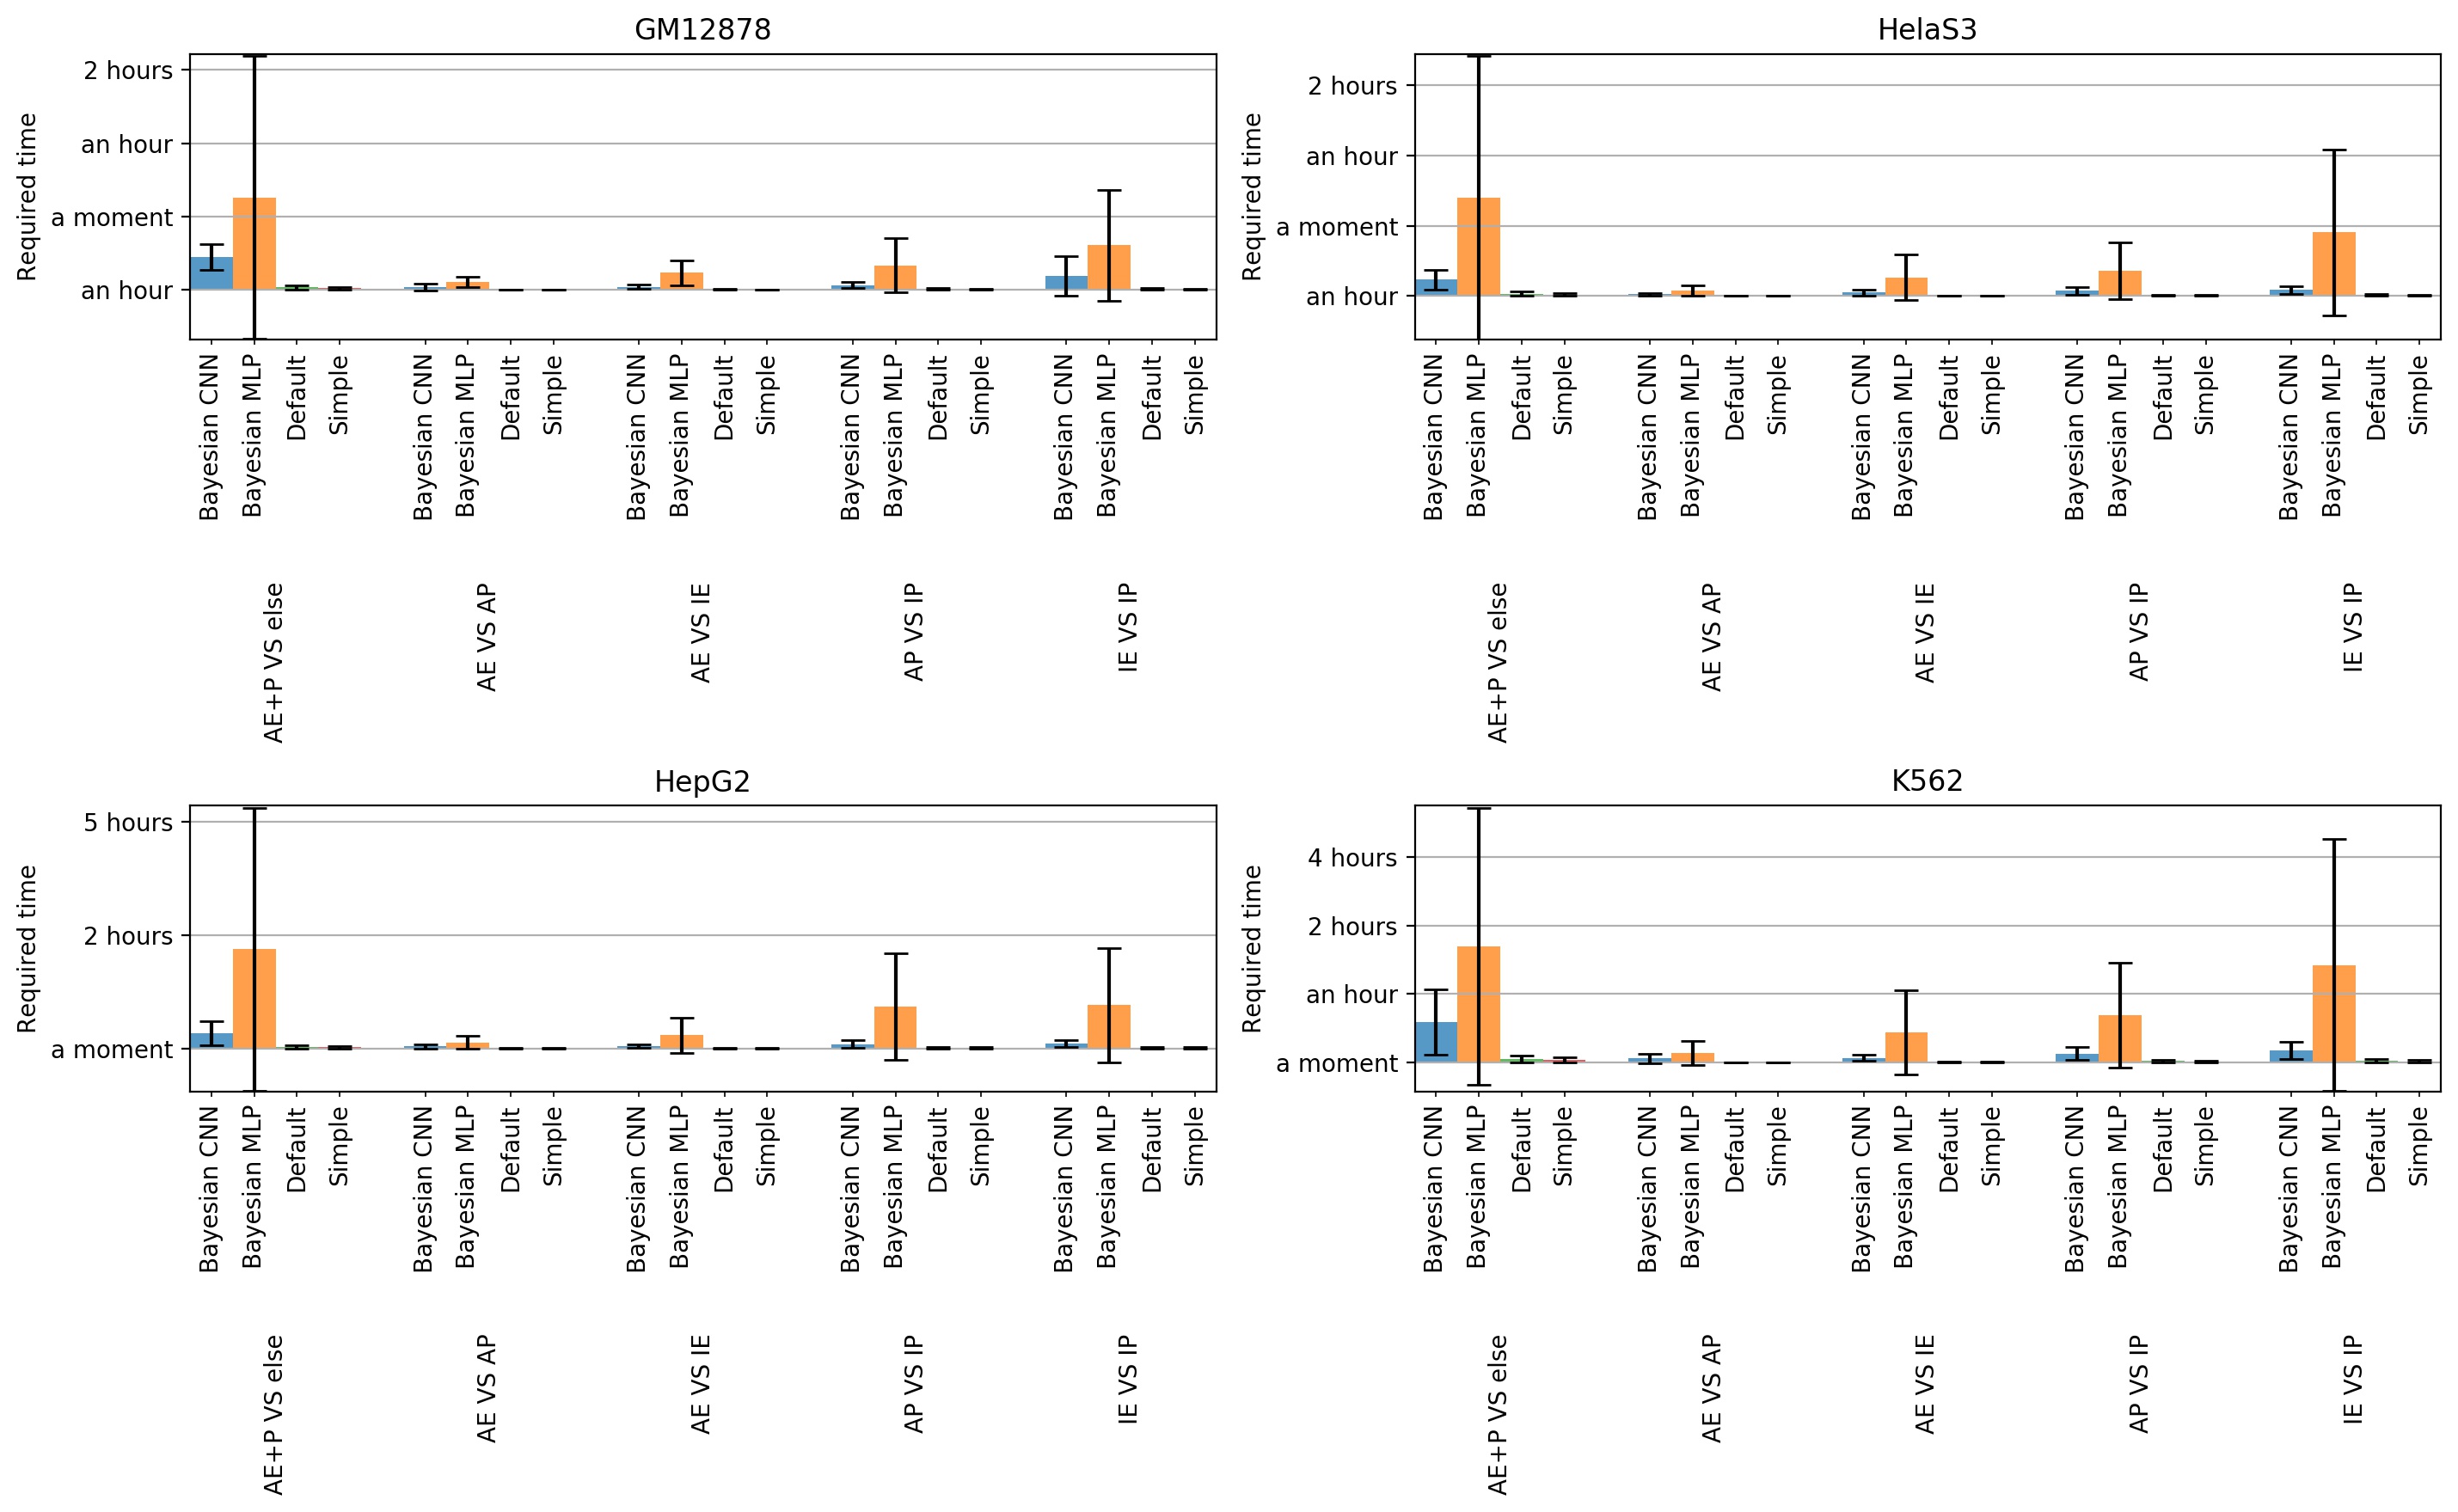 GM12878
Required time
2 hours
an hour
a moment
an hour
Bayesian CNN
Bayesian MLP
Default
Simple
Bayesian CNN
Bayesian MLP
Default
Simple
Bayesian CNN
Bayesian MLP
Default
Simple
Bayesian CNN
Bayesian MLP
Default
Simple
Bayesian CNN
Bayesian MLP
Default
Simple
AE+P VS else
AE VS AP
AE VS IE
AP VS IP
IE VS IP
HelaS3
Required time
2 hours
an hour
a moment
an hour
Bayesian CNN
Bayesian MLP
Default
Simple
Bayesian CNN
Bayesian MLP
Default
Simple
Bayesian CNN
Bayesian MLP
Default
Simple
Bayesian CNN
Bayesian MLP
Default
Simple
Bayesian CNN
Bayesian MLP
Default
Simple
AE+P VS else
AE VS AP
AE VS IE
AP VS IP
IE VS IP
HepG2
Required time
5 hours
2 hours
a moment
Bayesian CNN
Bayesian MLP
Default
Simple
Bayesian CNN
Bayesian MLP
Default
Simple
Bayesian CNN
Bayesian MLP
Default
Simple
Bayesian CNN
Bayesian MLP
Default
Simple
Bayesian CNN
Bayesian MLP
Default
Simple
AE+P VS else
AE VS AP
AE VS IE
AP VS IP
IE VS IP
K562
Required time
4 hours
2 hours
an hour
a moment
Bayesian CNN
Bayesian MLP
Default
Simple
Bayesian CNN
Bayesian MLP
Default
Simple
Bayesian CNN
Bayesian MLP
Default
Simple
Bayesian CNN
Bayesian MLP
Default
Simple
Bayesian CNN
Bayesian MLP
Default
Simple
AE+P VS else
AE VS AP
AE VS IE
AP VS IP
IE VS IP